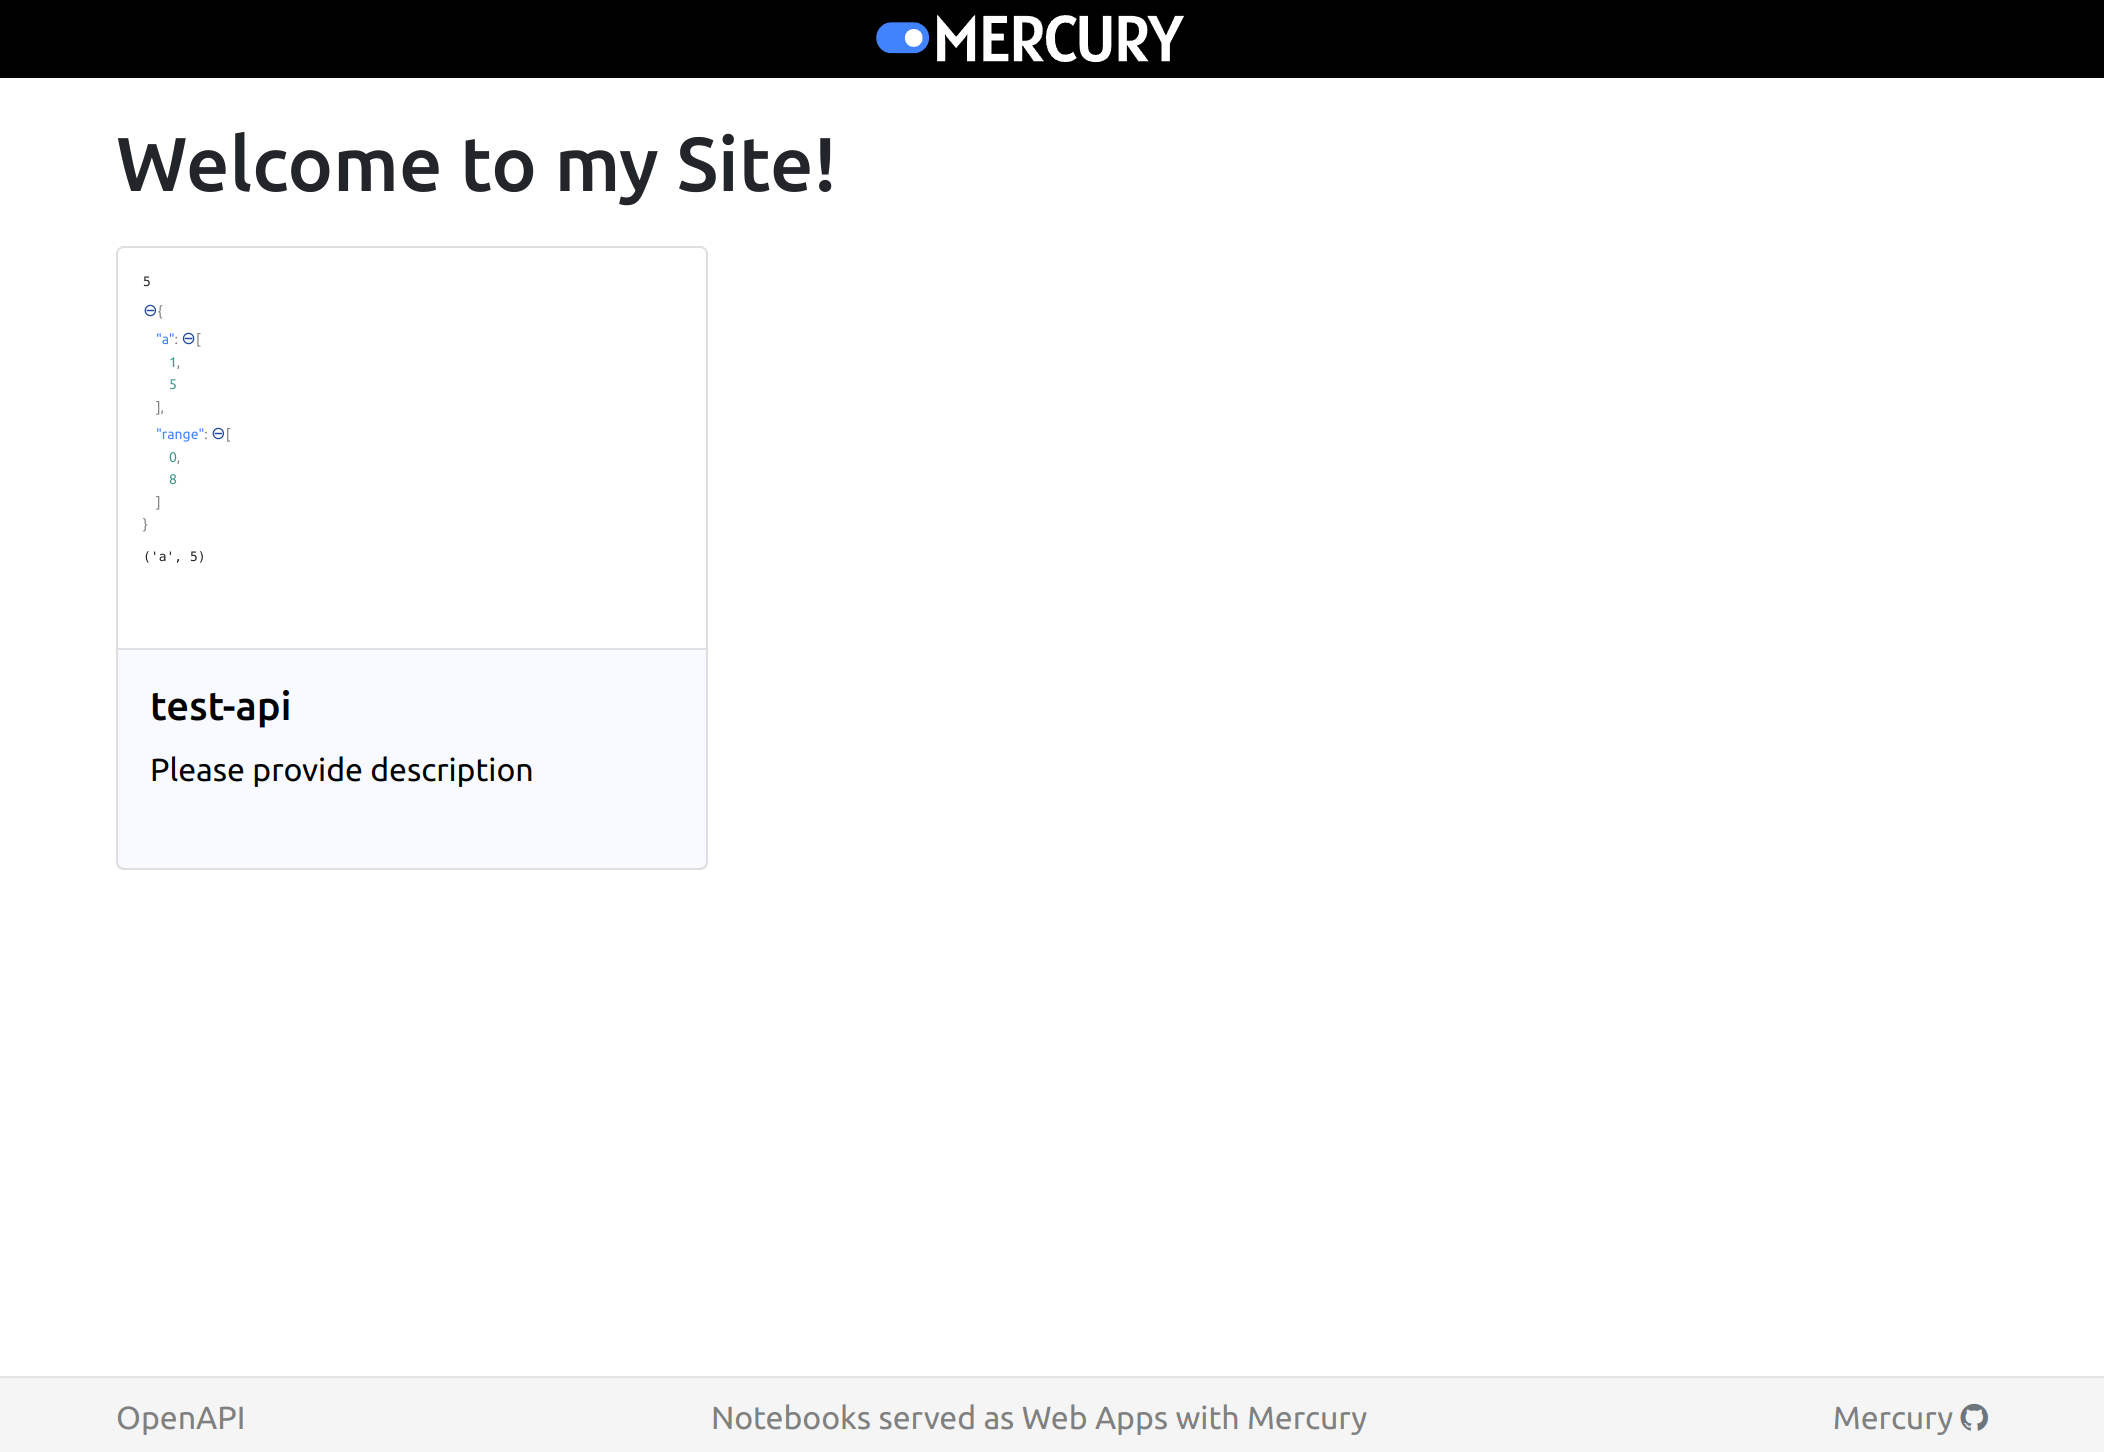 MERCURY
Welcome to my Site!
5
{
"a": [
1,
5
],
"range": [
0,
8
]
}
('a', 5)
test-api
Please provide description
OpenAPI
Notebooks served as Web Apps with Mercury
Mercury